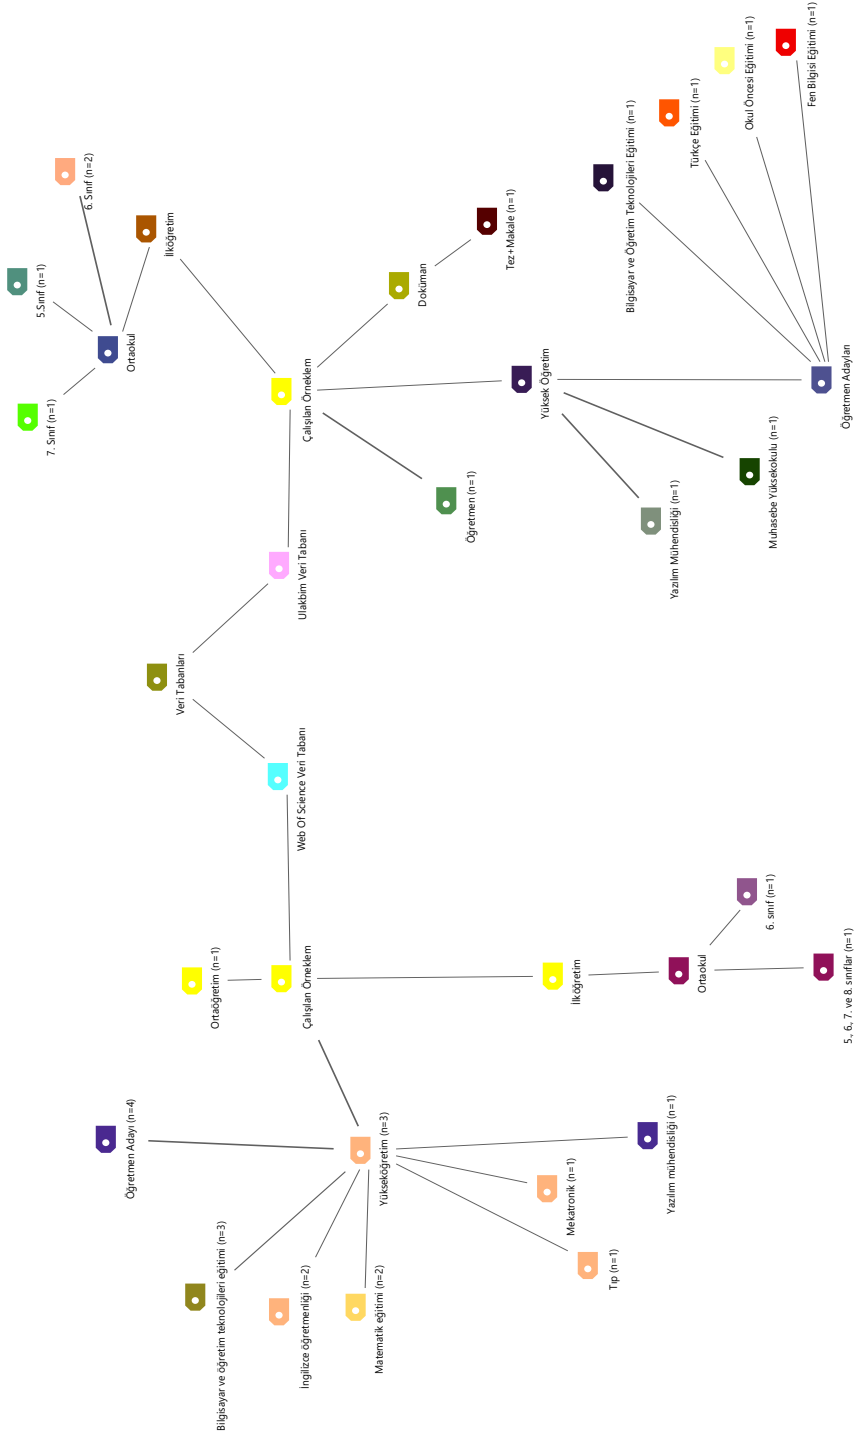 Fen Bilgisi Eğitimi (n=1)
Okul Öncesi Eğitimi (n=1)
Türkçe Eğitimi (n=1)
Bilgisayar ve Öğretim Teknolojileri Eğitimi (n=1)
6. Sınıf (n=2)
İlköğretim
5.Sınıf (n=1)
Ortaokul
7. Sınıf (n=1)
Tez+Makale (n=1)
Doküman
Çalışılan Örneklem
Yüksek Öğretim
Öğretmen Adayları
Öğretmen (n=1)
Yazılım Mühendisliği (n=1)
Muhasebe Yüksekokulu (n=1)
Ulakbim Veri Tabanı
Veri Tabanları
Web Of Science Veri Tabanı
Ortaöğretim (n=1)
Çalışılan Örneklem
İlköğretim
Ortaokul
6. sınıf (n=1)
5., 6., 7. ve 8. sınıflar (n=1)
Öğretmen Adayı (n=4)
Yükseköğretim (n=3)
Yazılım mühendisliği (n=1)
Mekatronik (n=1)
Tıp (n=1)
Bilgisayar ve öğretim teknolojileri eğitimi (n=3)
İngilizce öğretmenliği (n=2)
Matematik eğitimi (n=2)